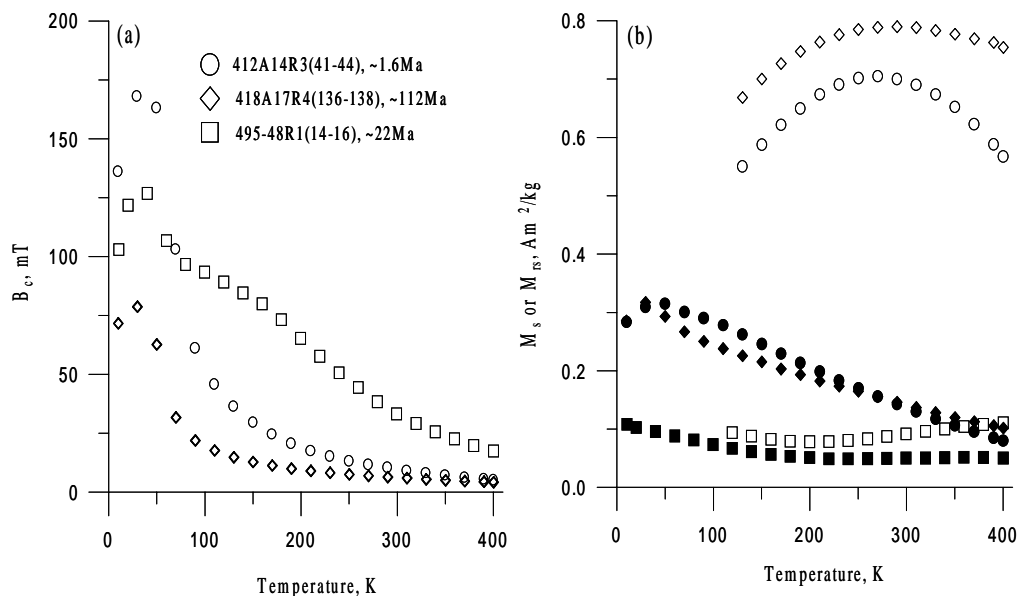 (a)
200
150
100
50
0
B_c, mT
412A14R3(41-44), ~1.6Ma
418A17R4(136-138), ~112Ma
495-48R1(14-16), ~22Ma
0 100 200 300 400
Temperature, K
(b)
0.8
0.6
0.4
0.2
0.0
M_s or M_rs, Am^2/kg
0 100 200 300 400
Temperature, K